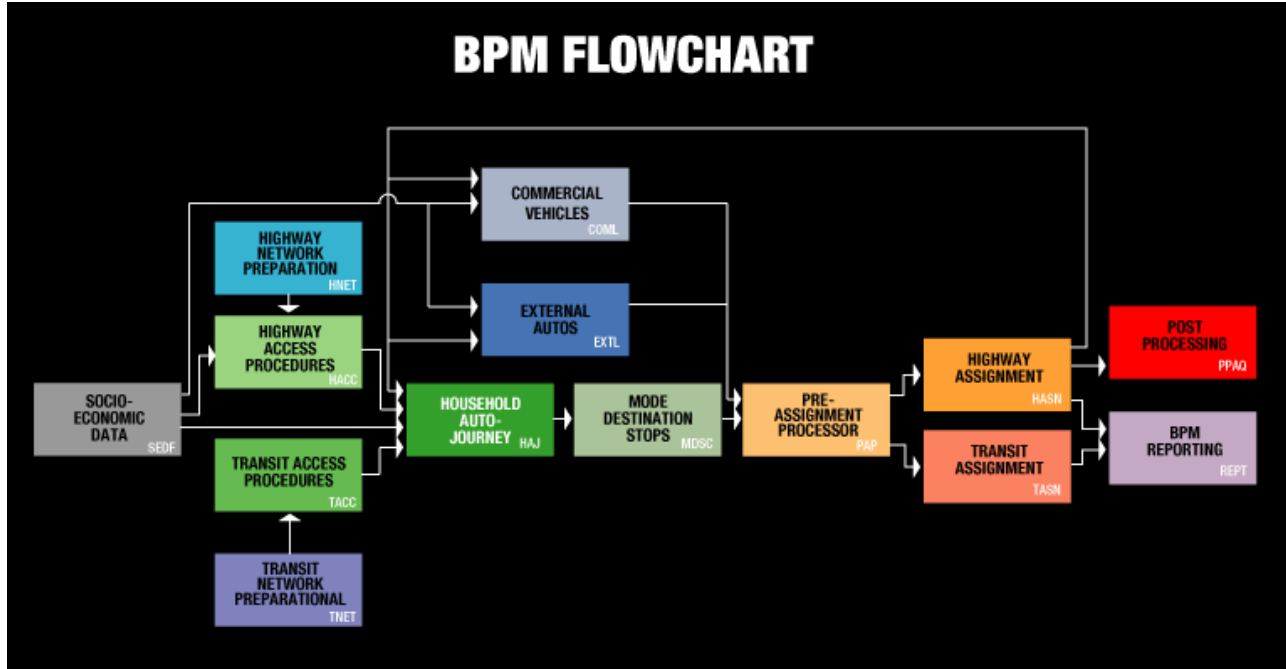 BPM FLOWCHART
COMMERCIAL
VEHICLES
COML
HIGHWAY
NETWORK
PREPARATION
HNET
EXTERNAL
AUTOS
EXTL
HIGHWAY
ACCESS
PROCEDURES
HACC
POST
PROCESSING
PPAQ
HIGHWAY
ASSIGNMENT
HASN
SOCIO-
ECONOMIC
DATA
SEDF
HOUSEHOLD
AUTO-
JOURNEY
HAJ
MODE
DESTINATION
STOPS
MDSC
PRE-
ASSIGNMENT
PROCESSOR
PAP
BPM
REPORTING
REPT
TRANSIT
ASSIGNMENT
TASN
TRANSIT ACCESS
PROCEDURES
TACC
TRANSIT
NETWORK
PREPARATIONAL
TNET